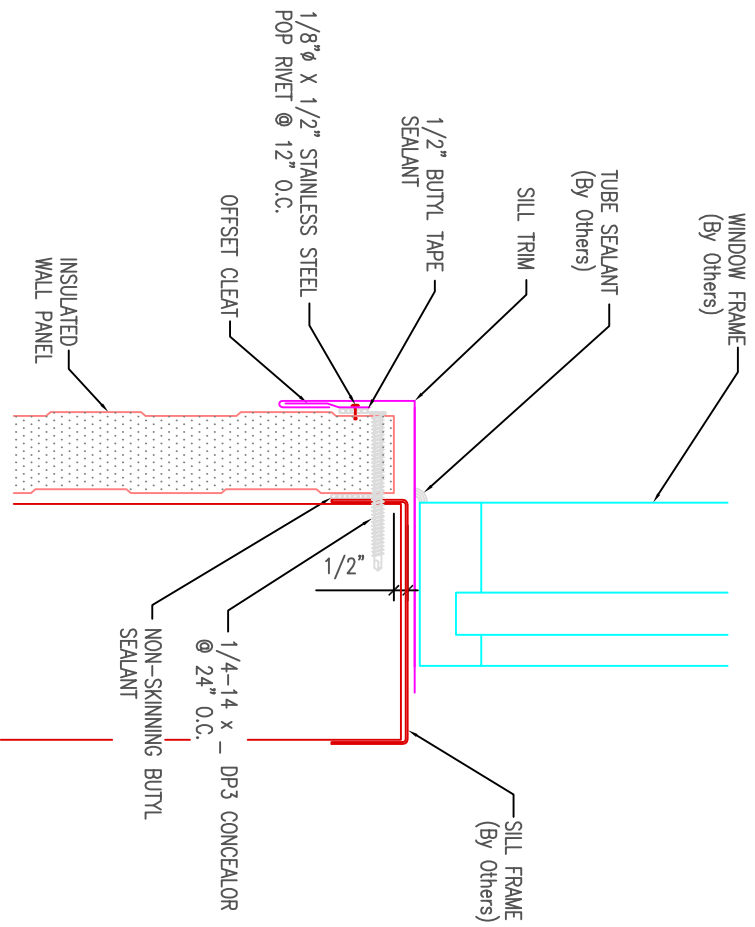 WINDOW FRAME
(By Others)
TUBE SEALANT
(By Others)
SILL TRIM
1/2" BUTYL TAPE
SEALANT
1/8"ø X 1/2" STAINLESS STEEL
POP RIVET @ 12" O.C.
OFFSET CLEAT
INSULATED
WALL PANEL
1/2"
NON-SKINNING BUTYL
SEALANT
1/4-14 x _ DP3 CONCEALOR
@ 24" O.C.
SILL FRAME
(By Others)